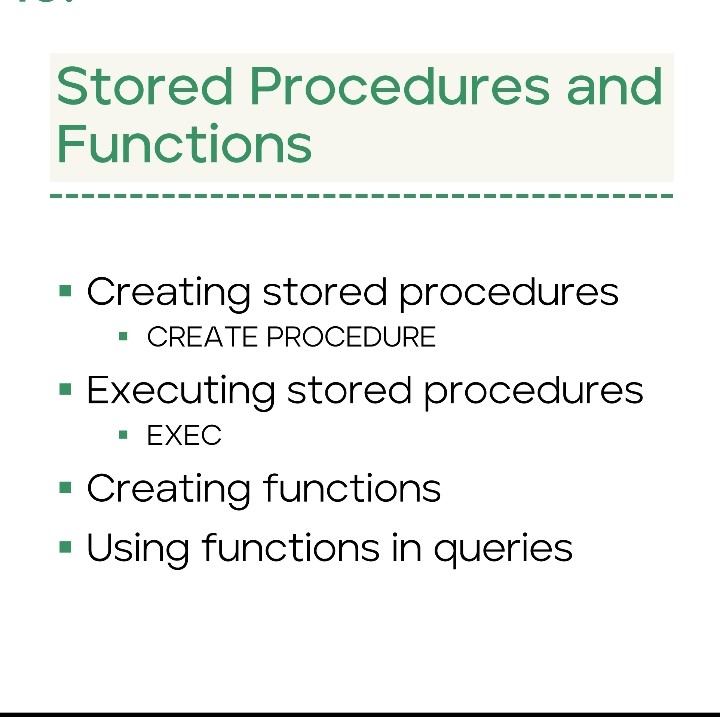 Stored Procedures and
Functions
Creating stored procedures
CREATE PROCEDURE
Executing stored procedures
EXEC
Creating functions
Using functions in queries